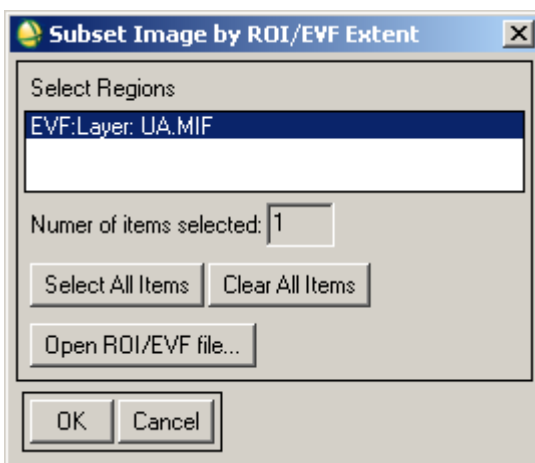 Subset Image by ROI/EVF Extent
Select Regions
EVF:Layer: UA.MIF
Numer of items selected: 1
Select All Items Clear All Items
Open ROI/EVF file...
OK Cancel